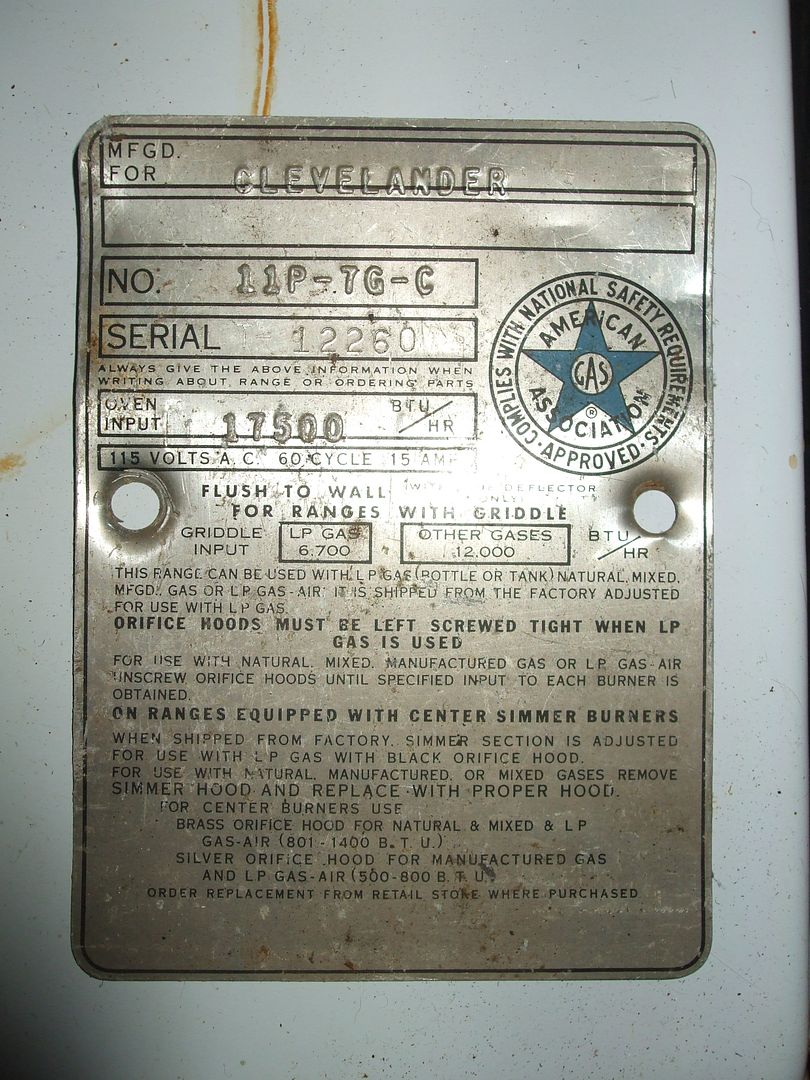 MFGD.
FOR CLEVELANDER
NO. 11P-7G-C
SERIAL 12260
ALWAYS GIVE THE ABOVE INFORMATION WHEN
WRITING ABOUT RANGE OR ORDERING PARTS
COMPLIES WITH NATIONAL SAFETY REQUIREMENTS
AMERICAN
GAS
ASSOCIATION
®
· APPROVED ·
OVEN
INPUT 17500 BTU/HR
115 VOLTS A.C. 60 CYCLE 15 AMP
FLUSH TO WALL
DEFLECTOR
ONLY
FOR RANGES WITH GRIDDLE
GRIDDLE INPUT
LP GAS
6,700
OTHER GASES
12,000
BTU/HR
THIS RANGE CAN BE USED WITH L P GAS (BOTTLE OR TANK) NATURAL, MIXED,
MFGD. GAS OR L P GAS-AIR. IT IS SHIPPED FROM THE FACTORY ADJUSTED
FOR USE WITH L P GAS.
ORIFICE HOODS MUST BE LEFT SCREWED TIGHT WHEN LP
GAS IS USED
FOR USE WITH NATURAL, MIXED, MANUFACTURED GAS OR L P GAS-AIR
UNSCREW ORIFICE HOODS UNTIL SPECIFIED INPUT TO EACH BURNER IS
OBTAINED.
ON RANGES EQUIPPED WITH CENTER SIMMER BURNERS
WHEN SHIPPED FROM FACTORY, SIMMER SECTION IS ADJUSTED
FOR USE WITH L P GAS WITH BLACK ORIFICE HOOD.
FOR USE WITH NATURAL, MANUFACTURED, OR MIXED GASES REMOVE
SIMMER HOOD AND REPLACE WITH PROPER HOOD.
FOR CENTER BURNERS USE
BRASS ORIFICE HOOD FOR NATURAL & MIXED & L P
GAS-AIR (801-1400 B.T.U.)
SILVER ORIFICE HOOD FOR MANUFACTURED GAS
AND L P GAS-AIR (500-800 B.T.U.)
ORDER REPLACEMENT FROM RETAIL STORE WHERE PURCHASED